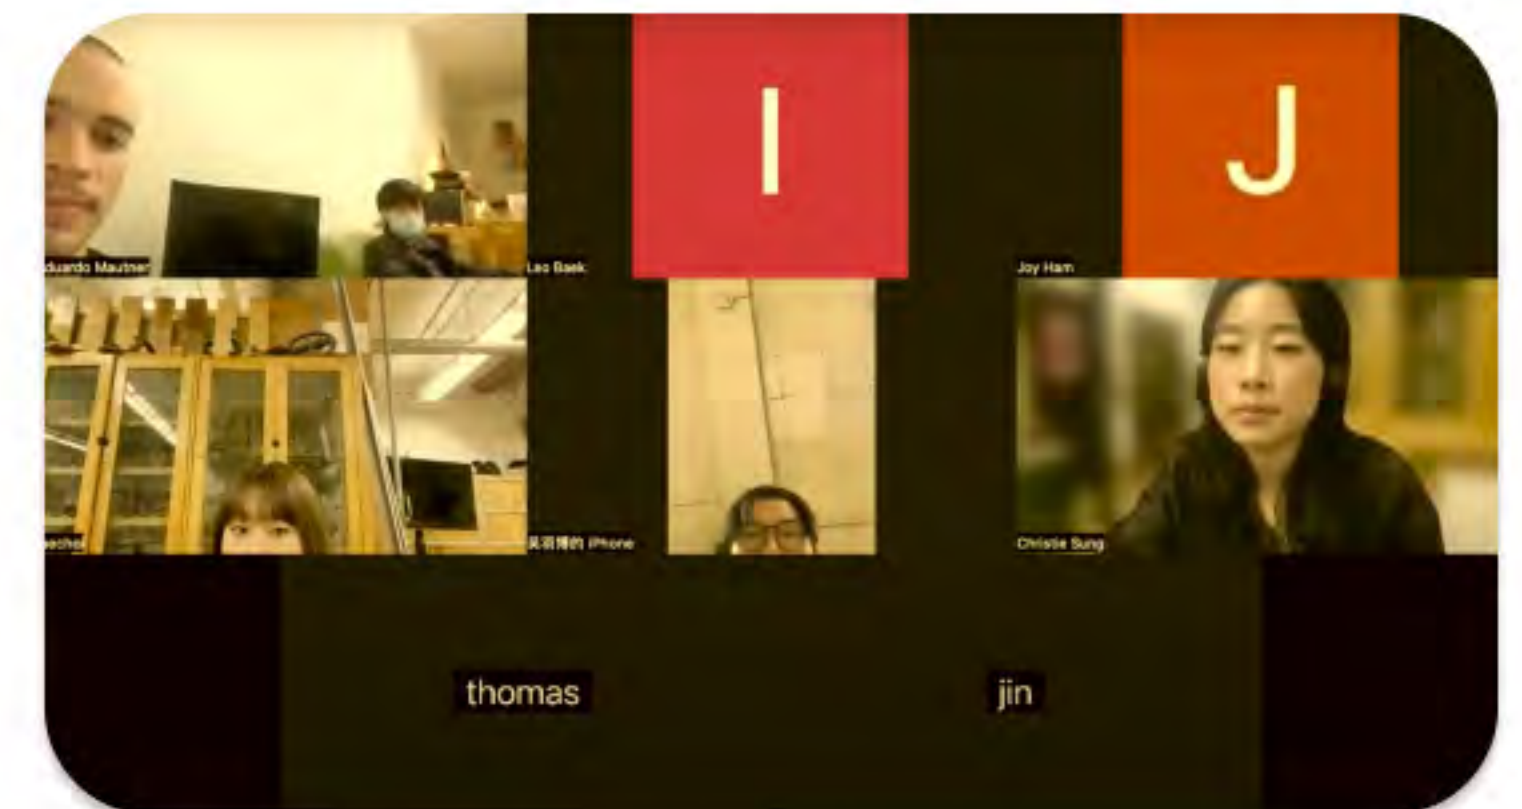 duardo Mautner
I
Leo Baek
J
Joy Ham
iPhone
Christie Sung
thomas
jin